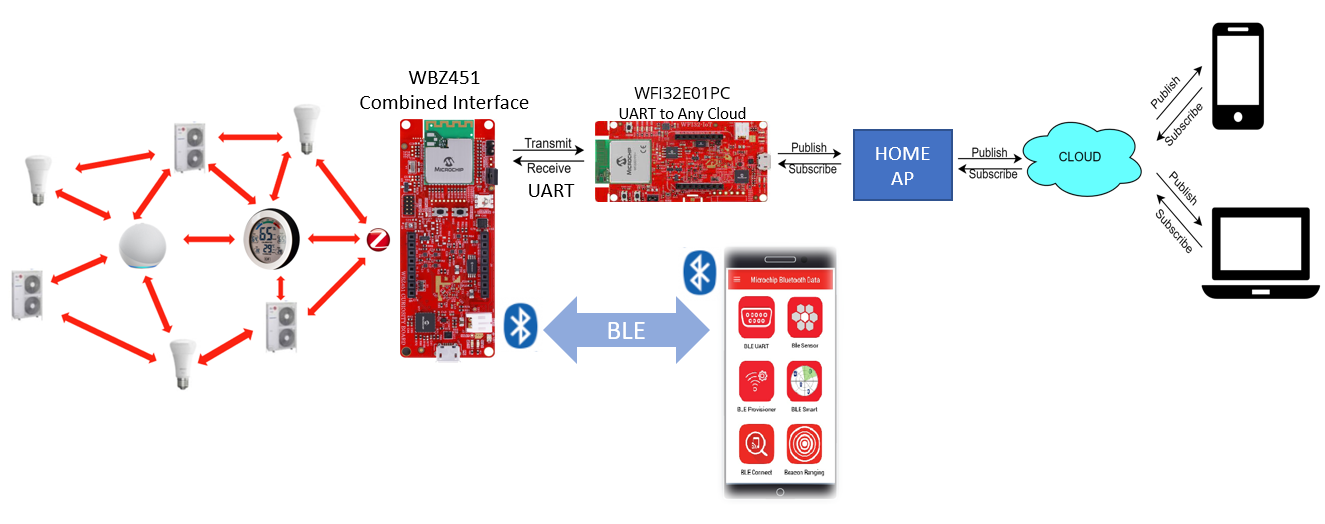 WBZ451
Combined Interface
WFI32E01PC
UART to Any Cloud
Transmit
Receive
UART
MICROCHIP
MICROCHIP
Publish
Subscribe
HOME
AP
Publish
Subscribe
CLOUD
Publish
Subscribe
Publish
Subscribe
BLE
Microchip Bluetooth Data
BLE UART
Ble Sensor
BLE Provisioner
BLE Smart
BLE Connect
Beacon Ranging